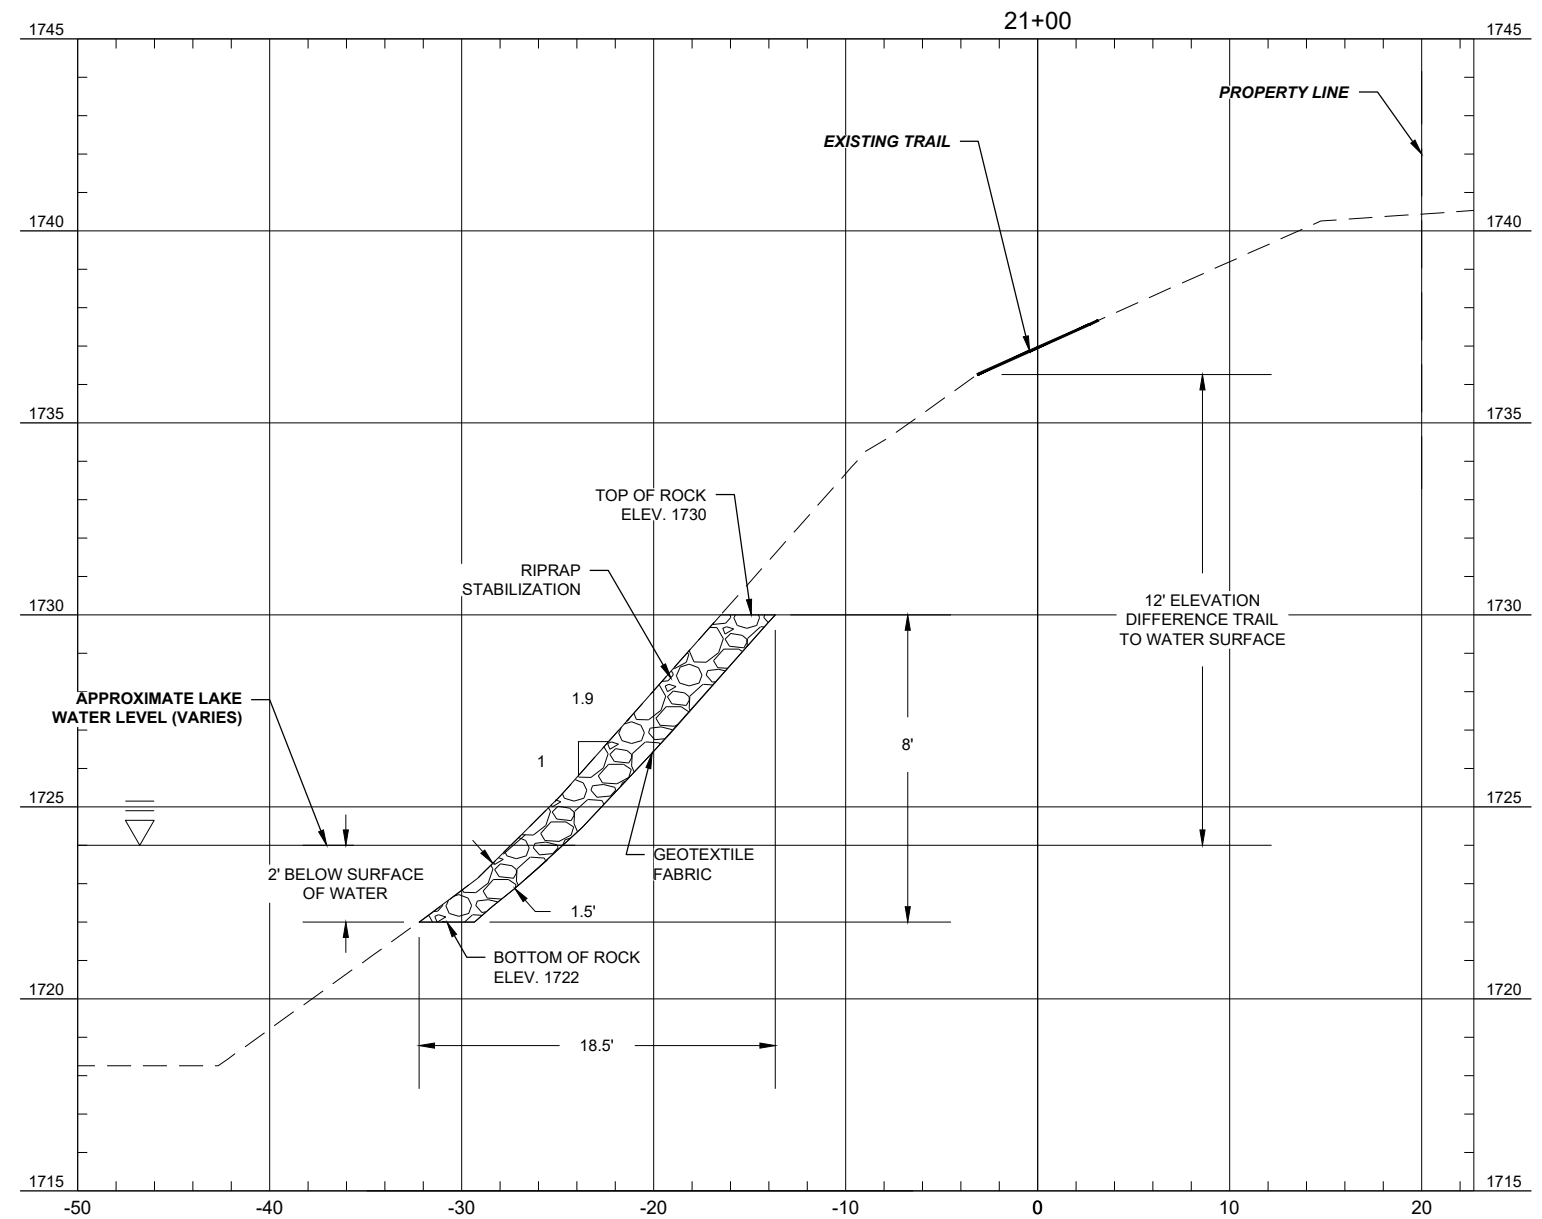 21+00
1745
1745
PROPERTY LINE
EXISTING TRAIL
1740
1740
1735
1735
TOP OF ROCK
ELEV. 1730
RIPRAP
STABILIZATION
12' ELEVATION
DIFFERENCE TRAIL
TO WATER SURFACE
1730
1730
1.9
APPROXIMATE LAKE
WATER LEVEL (VARIES)
8'
1
1725
1725
GEOTEXTILE
FABRIC
2' BELOW SURFACE
OF WATER
1.5'
BOTTOM OF ROCK
ELEV. 1722
1720
1720
18.5'
1715
1715
-50
-40
-30
-20
-10
0
10
20